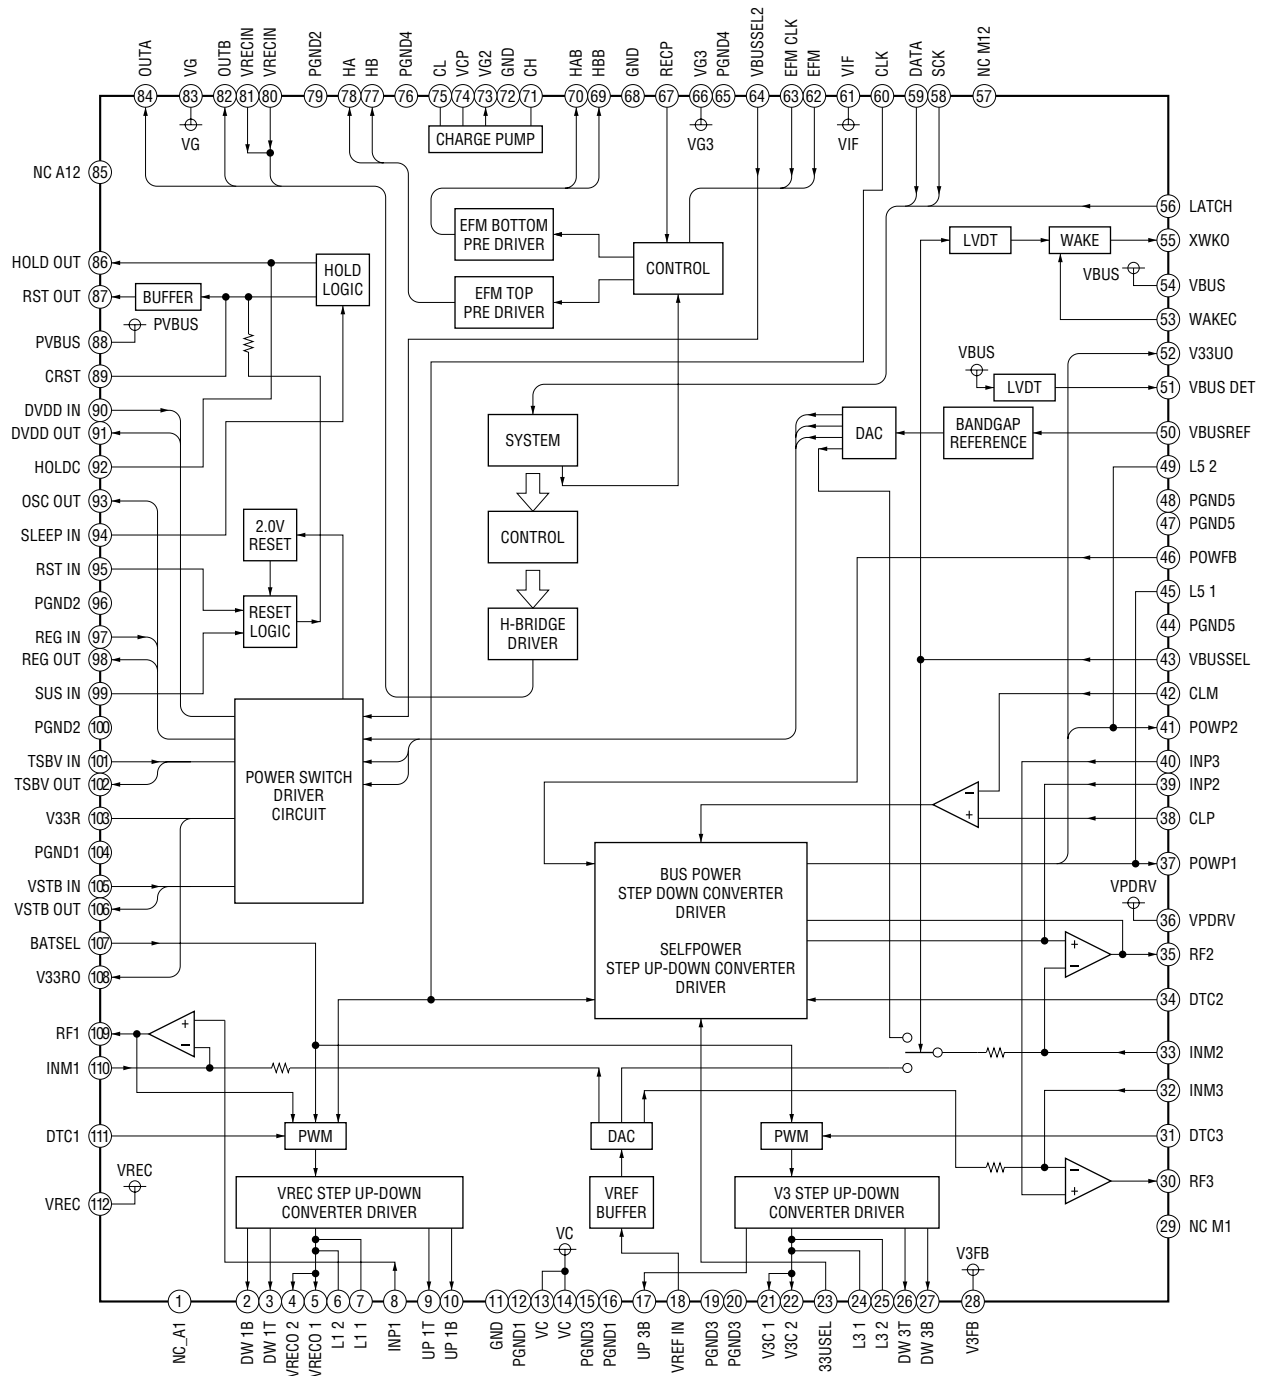 OUTA
VG
OUTB
VRECIN
VRECIN
PGND2
HA
HB
PGND4
CL
VCP
VG2
GND
CH
HAB
HBB
GND
RECP
VG3
PGND4
VBUSSEL2
EFM CLK
EFM
VIF
CLK
DATA
SCK
NC M12
84
83
82
81
80
79
78
77
76
75
74
73
72
71
70
69
68
67
66
65
64
63
62
61
60
59
58
57
VG
CHARGE PUMP
VG3
VIF
NC A12
85
HOLD OUT
86
RST OUT
87
PVBUS
88
CRST
89
DVDD IN
90
DVDD OUT
91
HOLDC
92
OSC OUT
93
SLEEP IN
94
RST IN
95
PGND2
96
REG IN
97
REG OUT
98
SUS IN
99
PGND2
100
TSBV IN
101
TSBV OUT
102
V33R
103
PGND1
104
VSTB IN
105
VSTB OUT
106
BATSEL
107
V33RO
108
RF1
109
INM1
110
DTC1
111
VREC
112
BUFFER
PVBUS
HOLD
LOGIC
2.0V
RESET
RESET
LOGIC
POWER SWITCH
DRIVER
CIRCUIT
EFM BOTTOM
PRE DRIVER
EFM TOP
PRE DRIVER
CONTROL
SYSTEM
CONTROL
H-BRIDGE
DRIVER
LVDT
WAKE
VBUS
VBUS
LVDT
DAC
BANDGAP
REFERENCE
−
+
BUS POWER
STEP DOWN CONVERTER
DRIVER
SELFPOWER
STEP UP-DOWN CONVERTER
DRIVER
VPDRV
+
−
+
−
PWM
DAC
PWM
−
+
VREC
VREC STEP UP-DOWN
CONVERTER DRIVER
VREF
BUFFER
V3 STEP UP-DOWN
CONVERTER DRIVER
VC
V3FB
56
LATCH
55
XWKO
54
VBUS
53
WAKEC
52
V33UO
51
VBUS DET
50
VBUSREF
49
L5 2
48
PGND5
47
PGND5
46
POWFB
45
L5 1
44
PGND5
43
VBUSSEL
42
CLM
41
POWP2
40
INP3
39
INP2
38
CLP
37
POWP1
36
VPDRV
35
RF2
34
DTC2
33
INM2
32
INM3
31
DTC3
30
RF3
29
NC M1
1
2
3
4
5
6
7
8
9
10
11
12
13
14
15
16
17
18
19
20
21
22
23
24
25
26
27
28
NC_A1
DW 1B
DW 1T
VRECO 2
VRECO 1
L1 2
L1 1
INP1
UP 1T
UP 1B
GND
PGND1
VC
VC
PGND3
PGND1
UP 3B
VREF IN
PGND3
PGND3
V3C 1
V3C 2
33USEL
L3 1
L3 2
DW 3T
DW 3B
V3FB